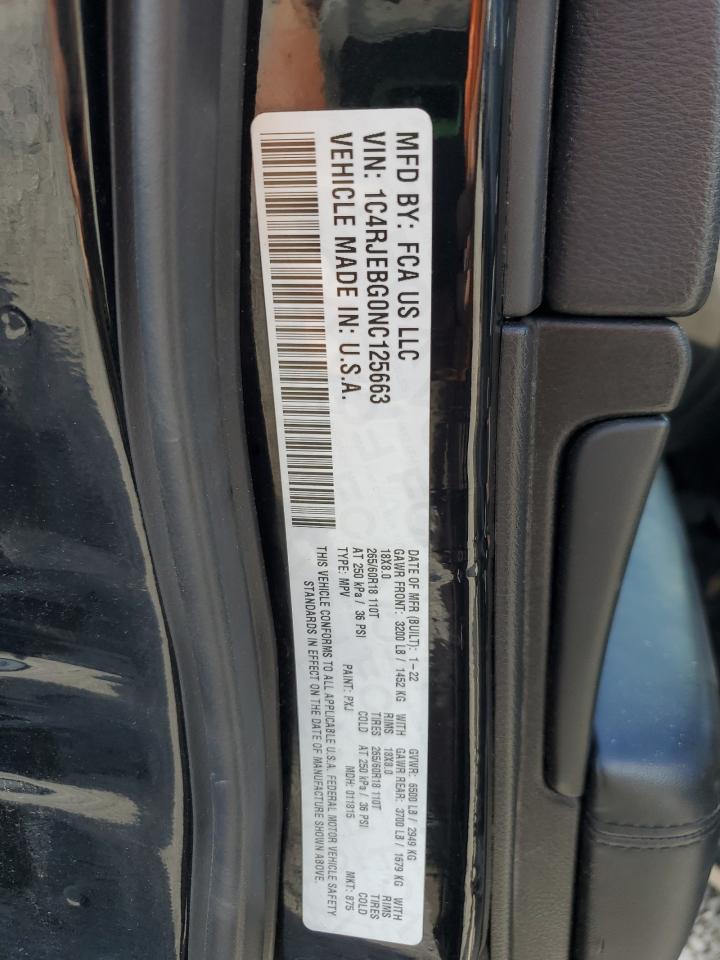 MFD BY: FCA US LLC
VIN: 1C4RJEBG0NC125663
VEHICLE MADE IN: U.S.A.
DATE OF MFR (BUILT): 1-22 GVWR: 6500 LB / 2949 KG
GAWR FRONT: 3200 LB / 1452 KG WITH GAWR REAR: 3700 LB / 1679 KG WITH
18X8.0 RIMS 18X8.0 RIMS
265/60R18 110T TIRES 265/60R18 110T TIRES
AT 250 kPa / 36 PSI COLD AT 250 kPa / 36 PSI COLD
TYPE: MPV PAINT: PXJ MDH: 011815 MKT: 875
THIS VEHICLE CONFORMS TO ALL APPLICABLE U.S.A. FEDERAL MOTOR VEHICLE SAFETY
STANDARDS IN EFFECT ON THE DATE OF MANUFACTURE SHOWN ABOVE.